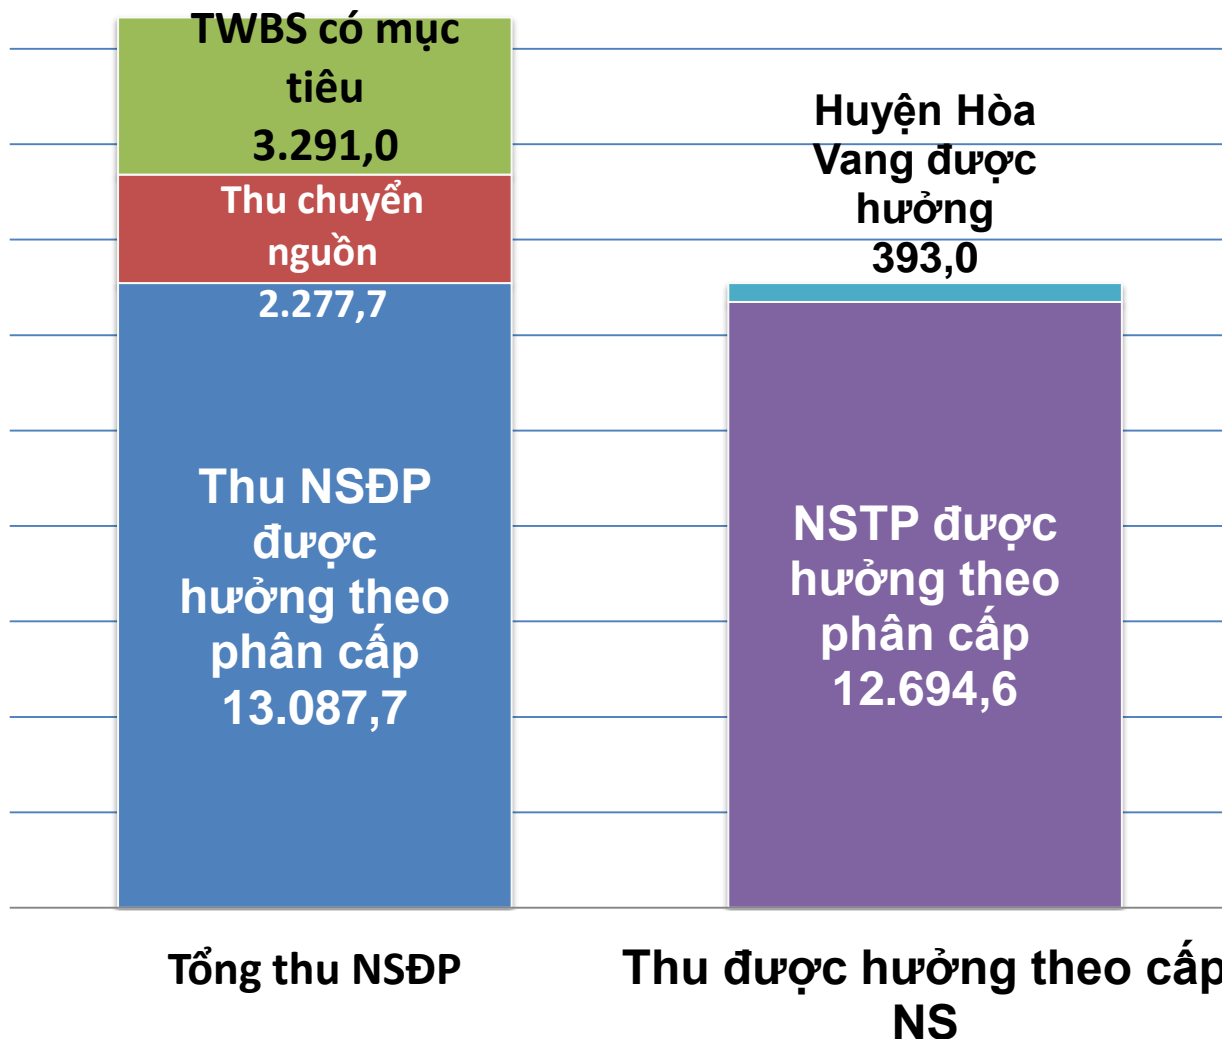 TWBS có mục
tiêu
3.291,0
Thu chuyển
nguồn
2.277,7
Thu NSĐP
được
hưởng theo
phân cấp
13.087,7
Huyện Hòa
Vang được
hưởng
393,0
NSTP được
hưởng theo
phân cấp
12.694,6
Tổng thu NSĐP
Thu được hưởng theo cấp
NS